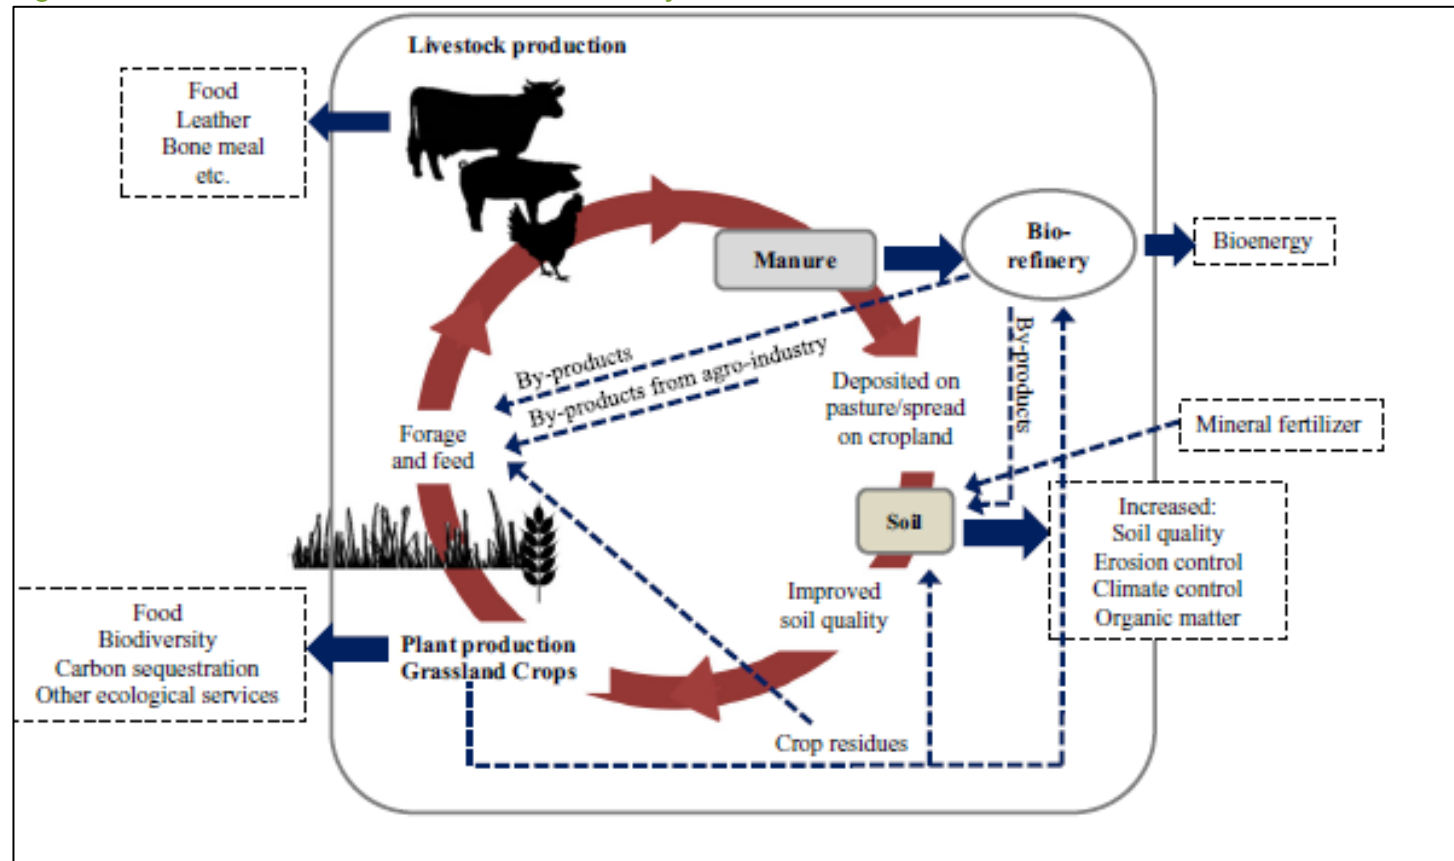 Livestock production
Food
Leather
Bone meal
etc.
Manure
Bio-
refinery
Bioenergy
By-products
By-products from agro-industry
By-products
Deposited on
pasture/spread
on cropland
Mineral fertilizer
Forage
and feed
Soil
Increased:
Soil quality
Erosion control
Climate control
Organic matter
Improved
soil quality
Food
Biodiversity
Carbon sequestration
Other ecological services
Plant production
Grassland Crops
Crop residues